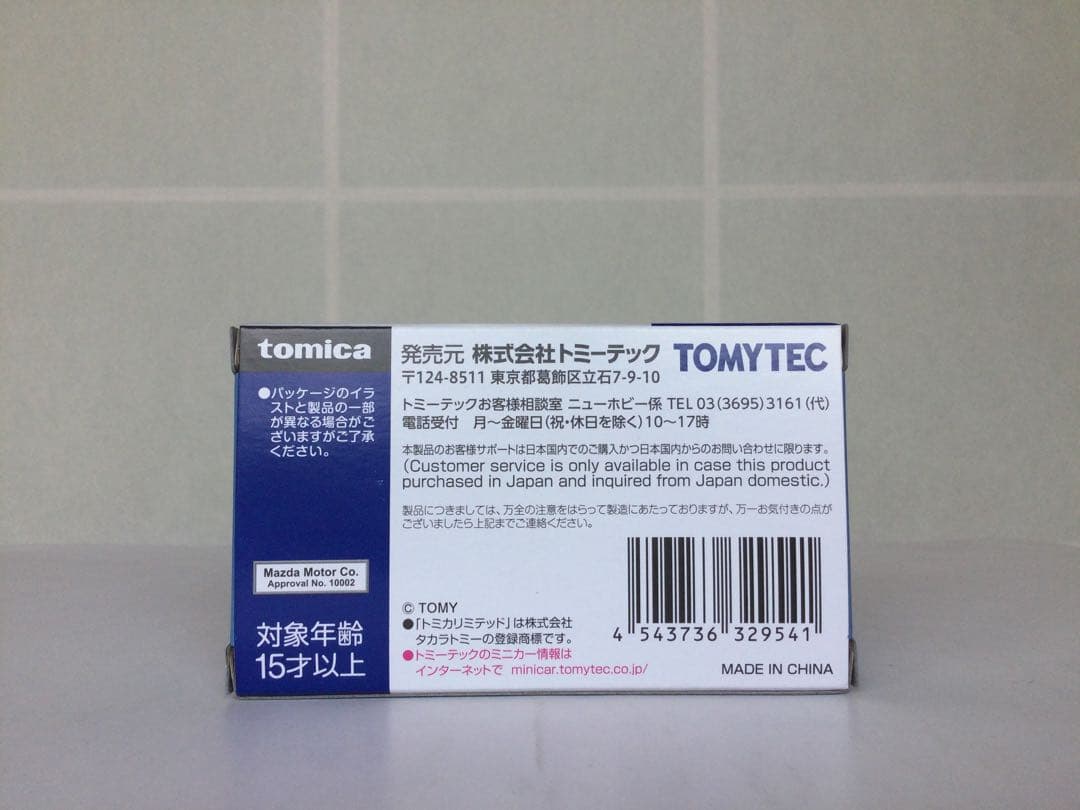 tomica
●パッケージのイラ
ストと製品の一部
が異なる場合がご
ざいますがご了承
ください。
Mazda Motor Co.
Approval No. 10002
対象年齢
15才以上
発売元 株式会社トミーテック TOMYTEC
〒124-8511 東京都葛飾区立石7-9-10
トミーテックお客様相談室 ニューホビー係 TEL 03(3695)3161(代)
電話受付 月〜金曜日(祝・休日を除く)10〜17時
本製品のお客様サポートは日本国内でのご購入かつ日本国内からのお問い合わせに限ります。
(Customer service is only available in case this product
purchased in Japan and inquired from Japan domestic.)
製品につきましては、万全の注意をはらって製造にあたっておりますが、万一お気付きの点が
ございましたら上記までご連絡ください。
© TOMY
●「トミカリミテッド」は株式会社
タカラトミーの登録商標です。
●トミーテックのミニカー情報は
インターネットで minicar.tomytec.co.jp/
4 543736 329541
MADE IN CHINA